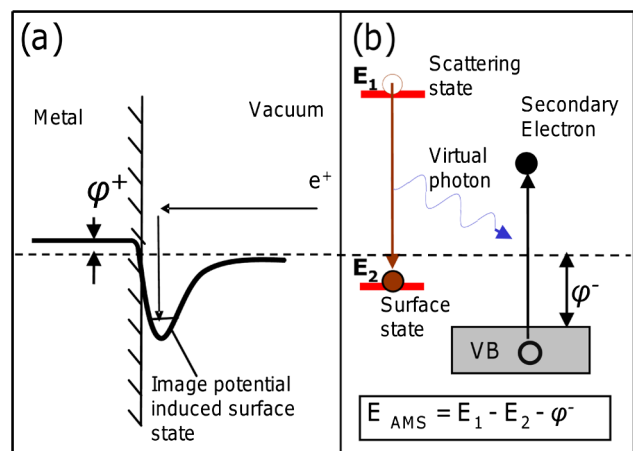 (a)
Metal
Vacuum
φ+
e+
Image potential
induced surface
state
(b)
E1
Scattering
state
Secondary
Electron
Virtual
photon
E2
Surface
state
φ-
VB
E AMS = E1 - E2 - φ-